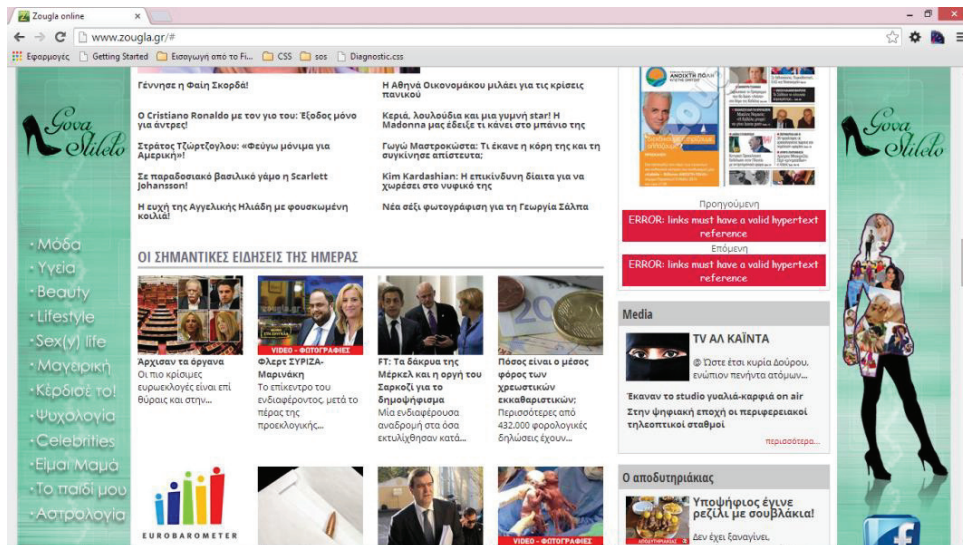 Zougla online
www.zougla.gr/#
Εφαρμογές
Getting Started
Εισαγωγή από το Fi...
CSS
sos
Diagnostic.css
Gova
Stileto
• Μόδα
• Υγεία
• Beauty
• Lifestyle
• Sex(y) life
• Μαγειρική
• Κέρδισέ το!
• Ψυχολογία
• Celebrities
• Είμαι Μαμά
• Το παιδί μου
• Αστρολογία
Γέννησε η Φαίη Σκορδά!
Ο Cristiano Ronaldo με τον γιο του: Έξοδος μόνο
για άντρες!
Στράτος Τζώρτζογλου: «Φεύγω μόνιμα για
Αμερική»!
Σε παραδοσιακό βασιλικό γάμο η Scarlett
Johansson!
Η ευχή της Αγγελικής Ηλιάδη με φουσκωμένη
κοιλιά!
Η Αθηνά Οικονομάκου μιλάει για τις κρίσεις
πανικού
Κεριά, λουλούδια και μια γυμνή star! Η
Madonna μας έδειξε τι κάνει στο μπάνιο της
Γωγώ Μαστροκώστα: Τι έκανε η κόρη της και τη
συγκίνησε απίστευτα;
Kim Kardashian: Η επικίνδυνη δίαιτα για να
χωρέσει στο νυφικό της
Νέα σέξι φωτογράφιση για τη Γεωργία Σάλπα
ΟΙ ΣΗΜΑΝΤΙΚΕΣ ΕΙΔΗΣΕΙΣ ΤΗΣ ΗΜΕΡΑΣ
Άρχισαν τα όργανα
Οι πιο κρίσιμες
ευρωεκλογές είναι επί
θύραις και στην...
VIDEO - ΦΩΤΟΓΡΑΦΙΕΣ
Φλερτ ΣΥΡΙΖΑ-
Μαρινάκη
Το επίκεντρο του
ενδιαφέροντος, μετά το
πέρας της
προεκλογικής...
FT: Τα δάκρυα της
Μέρκελ και η οργή του
Σαρκοζί για το
δημοψήφισμα
Μία ενδιαφέρουσα
αναδρομή στα όσα
εκτυλίχθησαν κατά...
Πόσος είναι ο μέσος
φόρος των
χρεωστικών
εκκαθαριστικών;
Περισσότερες από
432.000 φορολογικές
δηλώσεις έχουν...
EUROBAROMETER
VIDEO - ΦΩΤΟΓΡΑΦΙΕΣ
ΑΝΟΙΧΤΗ ΠΟΛΗ
Προηγούμενη
ERROR: links must have a valid hypertext
reference
Επόμενη
ERROR: links must have a valid hypertext
reference
Media
TV ΑΛ ΚΑΪΝΤΑ
@ Ώστε έτσι κυρία Δούρου,
ενώπιον πενήντα ατόμων...
Έκαναν το studio γυαλιά-καρφιά on air
Στην ψηφιακή εποχή οι περιφερειακοί
τηλεοπτικοί σταθμοί
περισσότερα...
Ο αποδυτηριάκιας
ΑΠΟΔΥΤΗΡΙΑΚΙΑΣ
Υποψήφιος έγινε
ρεζίλι με σουβλάκια!
Δεν έχει ξαναγίνει,
Gova
Stileto